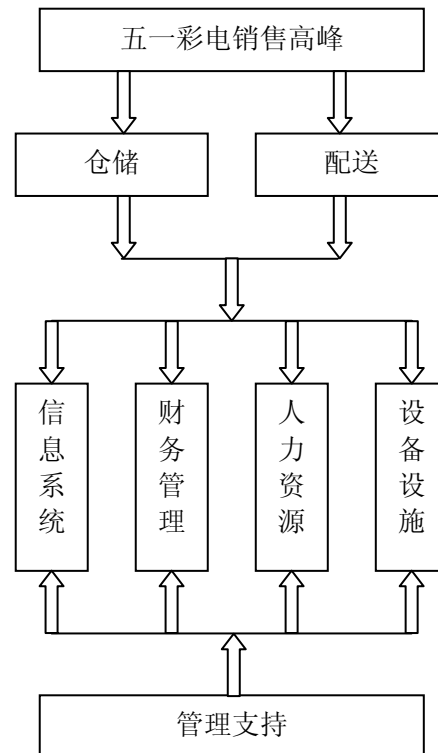 五一彩电销售高峰
仓储
配送
信息系统
财务管理
人力资源
设备设施
管理支持